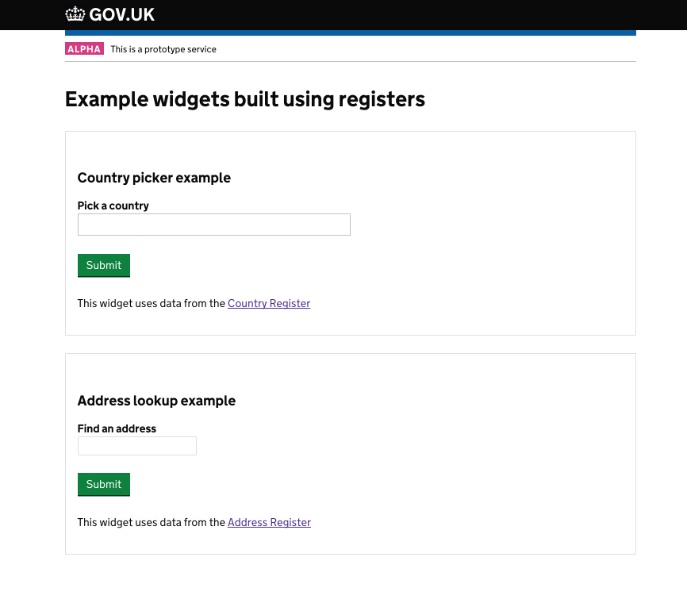 GOV.UK
ALPHA This is a prototype service
Example widgets built using registers
Country picker example
Pick a country
Submit
This widget uses data from the Country Register
Address lookup example
Find an address
Submit
This widget uses data from the Address Register